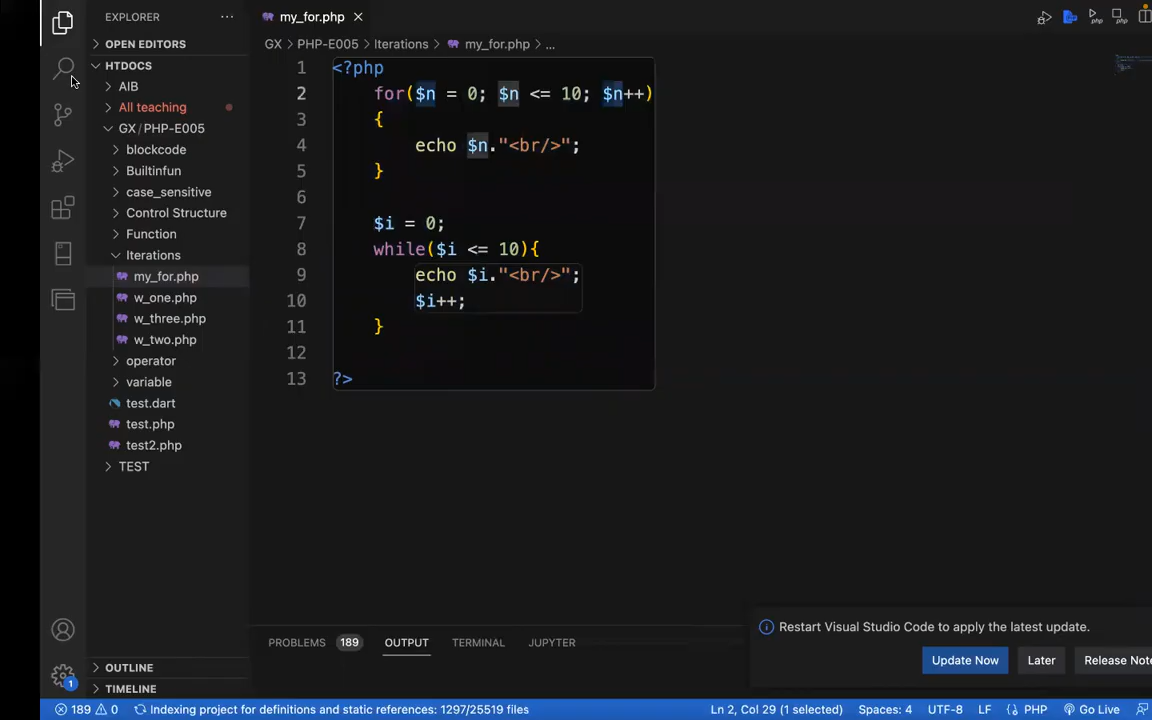 EXPLORER
OPEN EDITORS
HTDOCS
AIB
All teaching
GX / PHP-E005
blockcode
Builtinfun
case_sensitive
Control Structure
Function
Iterations
my_for.php
w_one.php
w_three.php
w_two.php
operator
variable
test.dart
test.php
test2.php
TEST
OUTLINE
TIMELINE
my_for.php
php
php
GX > PHP-E005 > Iterations > my_for.php > ...
1 <?php
2 for($n = 0; $n <= 10; $n++)
3 {
4 echo $n."<br/>";
5 }
6
7 $i = 0;
8 while($i <= 10){
9 echo $i."<br/>";
10 $i++;
11 }
12
13 ?>
PROBLEMS 189 OUTPUT TERMINAL JUPYTER
Restart Visual Studio Code to apply the latest update.
Update Now Later Release Note
1
189 0 Indexing project for definitions and static references: 1297/25519 files Ln 2, Col 29 (1 selected) Spaces: 4 UTF-8 LF {} PHP Go Live